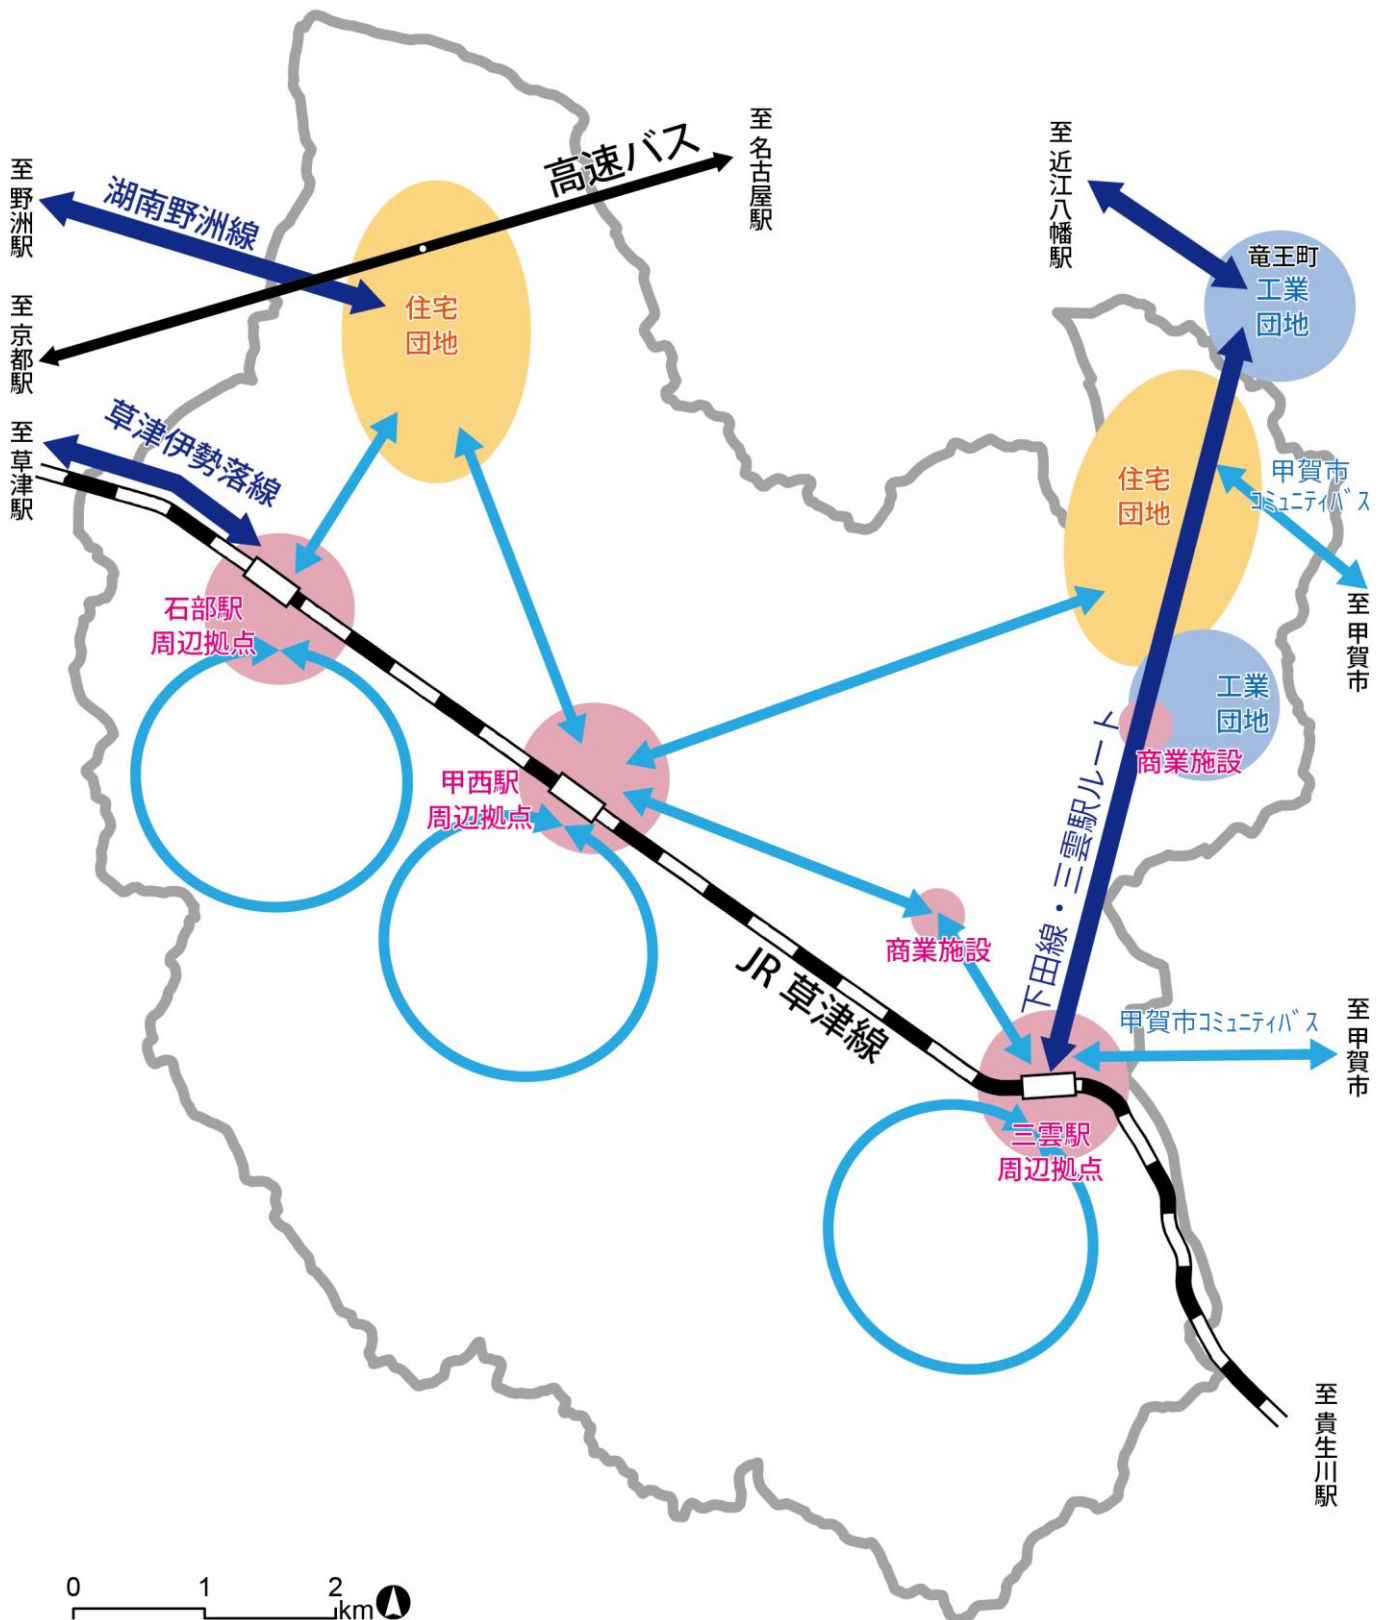 至 名古屋駅
至 近江八幡駅
高速バス
至 野洲駅
湖南野洲線
竜王町
工業
団地
至 京都駅
住宅
団地
至 草津駅
草津伊勢落線
住宅
団地
甲賀市
コミュニティバス
至 甲賀市
石部駅
周辺拠点
工業
団地
商業施設
甲西駅
周辺拠点
下田線・三雲駅ルート
商業施設
JR 草津線
甲賀市コミュニティバス
至 甲賀市
三雲駅
周辺拠点
至 貴生川駅
0 1 2
km